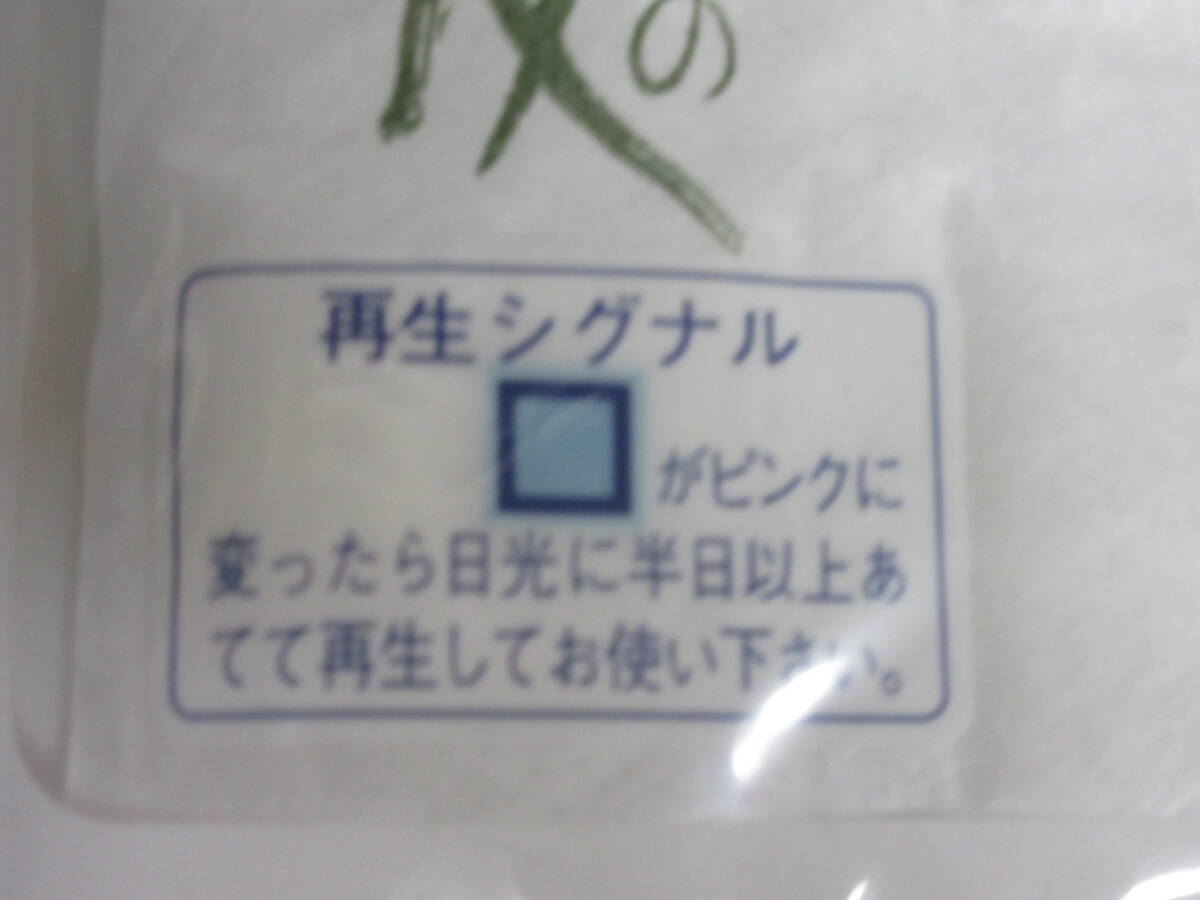 の
再生シグナル
がピンクに
変ったら日光に半日以上あ
てて再生してお使い下さい。